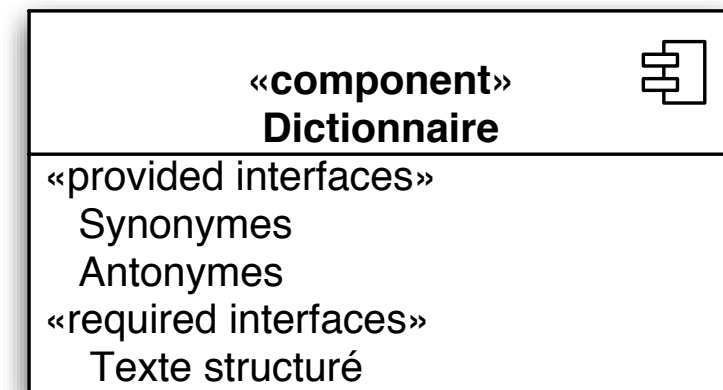 «component»
Dictionnaire
«provided interfaces»
Synonymes
Antonymes
«required interfaces»
Texte structuré